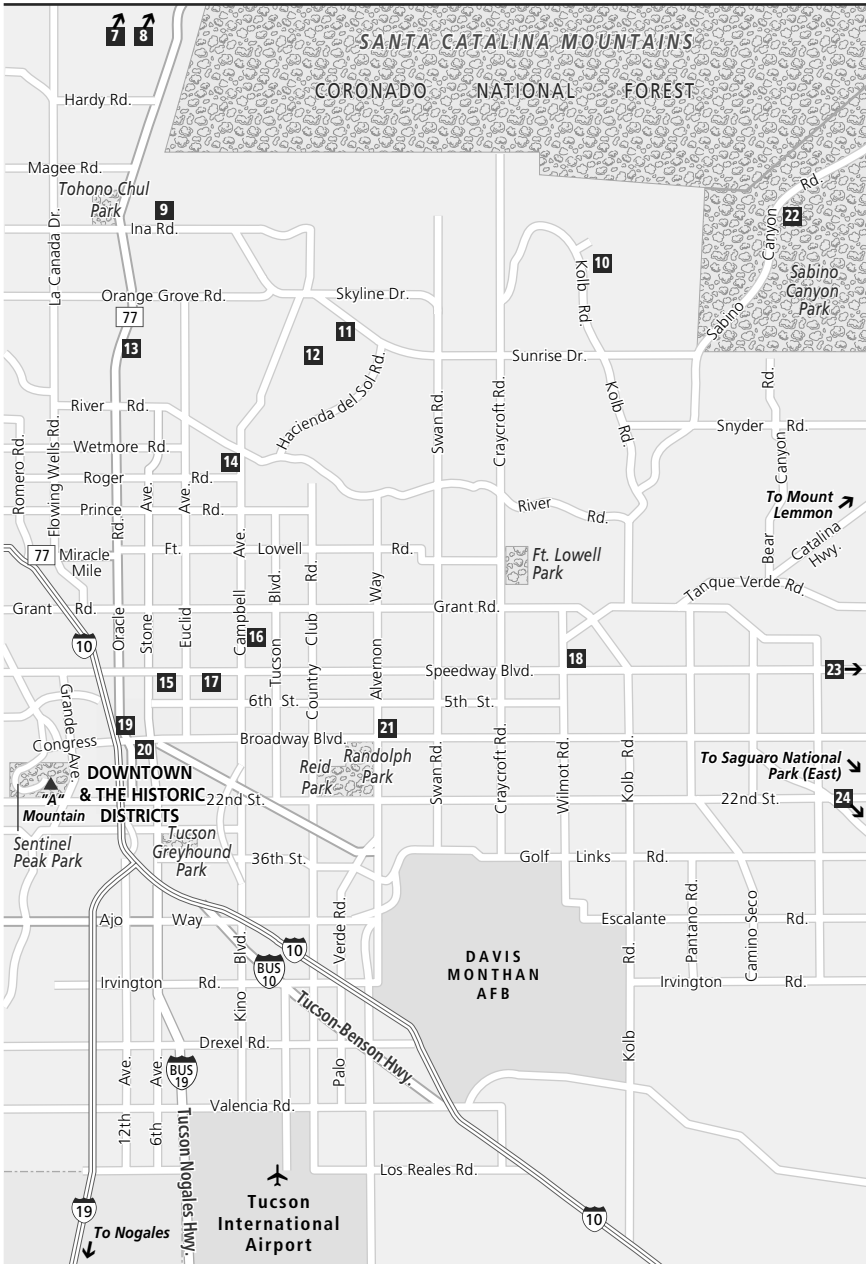 7 8
SANTA CATALINA MOUNTAINS
CORONADO NATIONAL FOREST
Hardy Rd.
Magee Rd.
Tohono Chul
Park
9
Ina Rd.
La Canada Dr.
22
Sabino Canyon Rd.
Sabino
Canyon
Park
10
Kolb Rd.
Orange Grove Rd.
Skyline Dr.
77
13
11
12
Sunrise Dr.
Hacienda del Sol Rd.
Swan Rd.
Craycroft Rd.
Kolb Rd.
River Rd.
Snyder Rd.
Bear Canyon Rd.
Romero Rd.
Flowing Wells Rd.
Wetmore Rd.
14
Roger Rd.
Prince Rd.
River Rd.
To Mount
Lemmon
Catalina
Hwy.
77
Miracle
Mile
Ft. Lowell Rd.
Ft. Lowell
Park
Tanque Verde Rd.
Grant Rd.
Grant Rd.
10
Oracle Rd.
Stone Ave.
Euclid Ave.
Campbell Ave.
Tucson Blvd.
Country Club Rd.
Alvernon Way
16
18
Speedway Blvd.
23
15 17
6th St.
5th St.
Grande Ave.
19
Congress
20
Broadway Blvd.
21
Reid
Park
Randolph
Park
Swan Rd.
Craycroft Rd.
Wilmot Rd.
Kolb Rd.
To Saguaro National
Park (East)
24
DOWNTOWN
& THE HISTORIC
DISTRICTS
"A"
Mountain
22nd St.
22nd St.
Sentinel
Peak Park
Tucson
Greyhound
Park
36th St.
Golf Links Rd.
Ajo Way
Escalante Rd.
Pantano Rd.
Camino Seco
Palo Verde Rd.
10
DAVIS
MONTHAN
AFB
BUS
10
Irvington Rd.
Irvington Rd.
Kino Blvd.
Tucson-Benson Hwy.
Kolb Rd.
Drexel Rd.
BUS
19
12th Ave.
6th Ave.
Valencia Rd.
Tucson Nogales Hwy.
Los Reales Rd.
Tucson
International
Airport
19
To Nogales
10